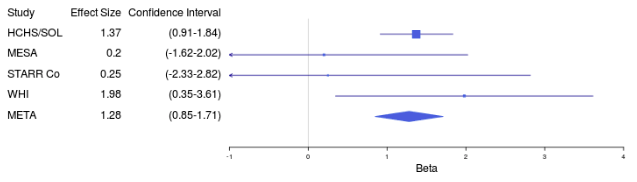 Study Effect Size Confidence Interval
HCHS/SOL 1.37 (0.91-1.84)
MESA 0.2 (-1.62-2.02)
STARR Co 0.25 (-2.33-2.82)
WHI 1.98 (0.35-3.61)
META 1.28 (0.85-1.71)
-1 0 1 2 3 4
Beta